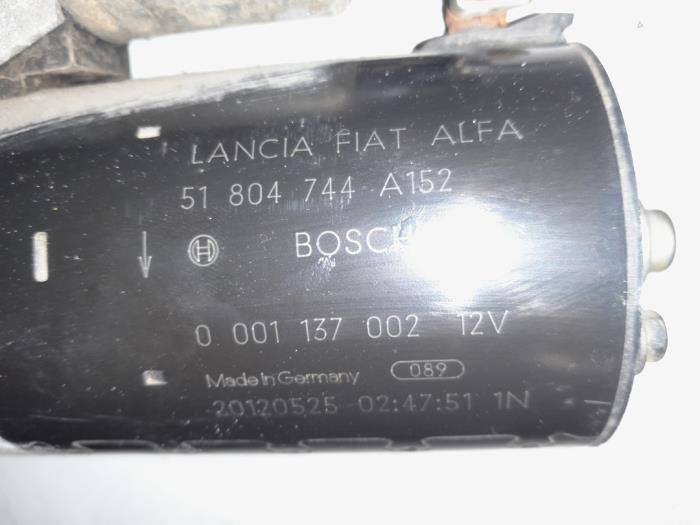 LANCIA FIAT ALFA
51 804 744 A152
H BOSCH
0 001 137 002 12V
Made in Germany 089
20120525 02:47:51 1N